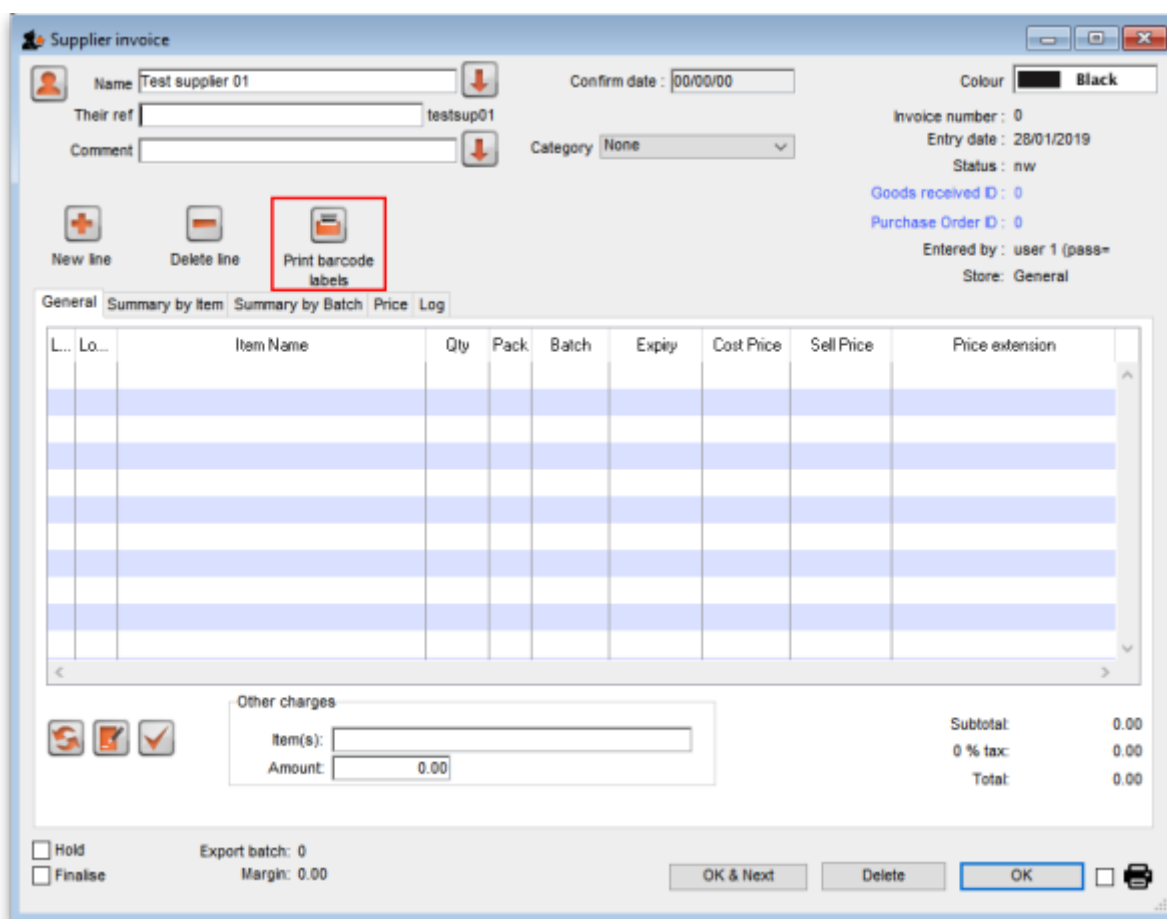 Supplier invoice
Name Test supplier 01 Confirm date : 00/00/00 Colour Black
Their ref testsup01 Invoice number : 0
Comment Category None Entry date : 28/01/2019
Status : nw
Goods received ID : 0
Purchase Order ID : 0
Entered by : user 1 (pass=
Store: General
New line Delete line Print barcode
labels
General Summary by Item Summary by Batch Price Log
L... Lo... Item Name Qty Pack Batch Expiry Cost Price Sell Price Price extension
Other charges
Item(s):
Amount: 0.00
Subtotal: 0.00
0 % tax: 0.00
Total: 0.00
Hold Export batch: 0
Finalise Margin: 0.00
OK & Next Delete OK